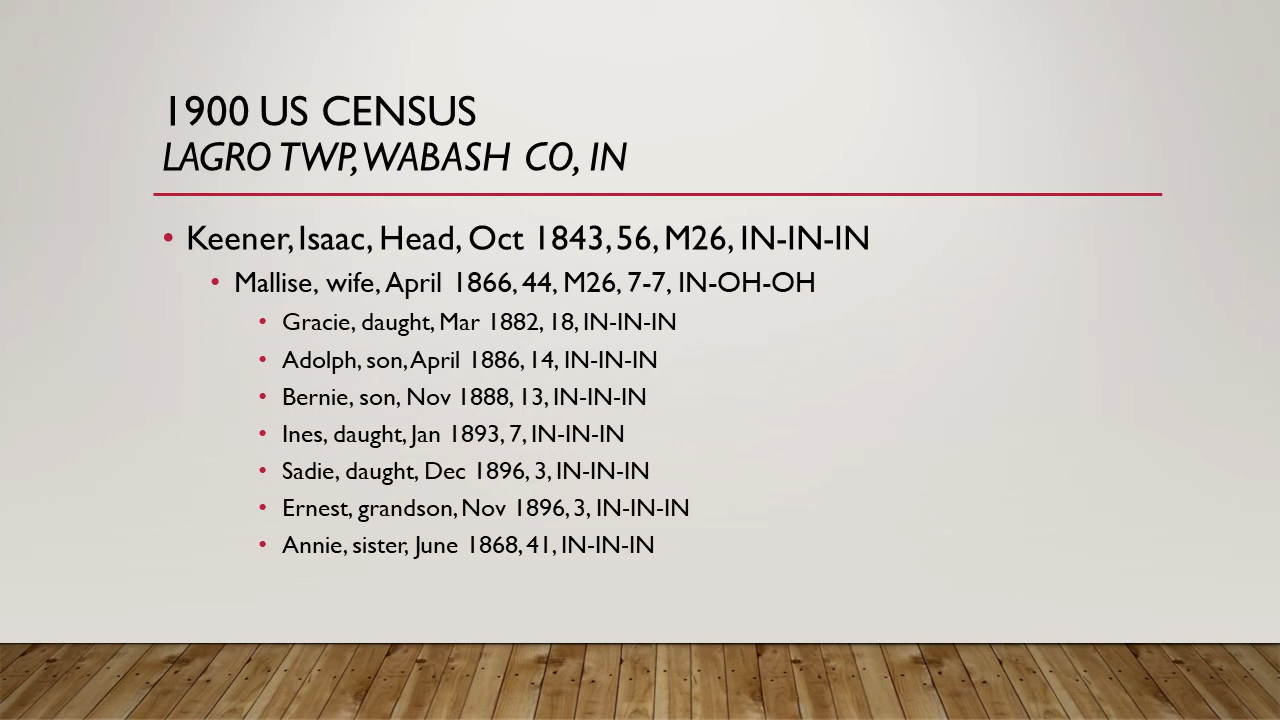 1900 US CENSUS
LAGRO TWP, WABASH CO, IN
• Keener, Isaac, Head, Oct 1843, 56, M26, IN-IN-IN
• Mallise, wife, April 1866, 44, M26, 7-7, IN-OH-OH
• Gracie, daught, Mar 1882, 18, IN-IN-IN
• Adolph, son, April 1886, 14, IN-IN-IN
• Bernie, son, Nov 1888, 13, IN-IN-IN
• Ines, daught, Jan 1893, 7, IN-IN-IN
• Sadie, daught, Dec 1896, 3, IN-IN-IN
• Ernest, grandson, Nov 1896, 3, IN-IN-IN
• Annie, sister, June 1868, 41, IN-IN-IN